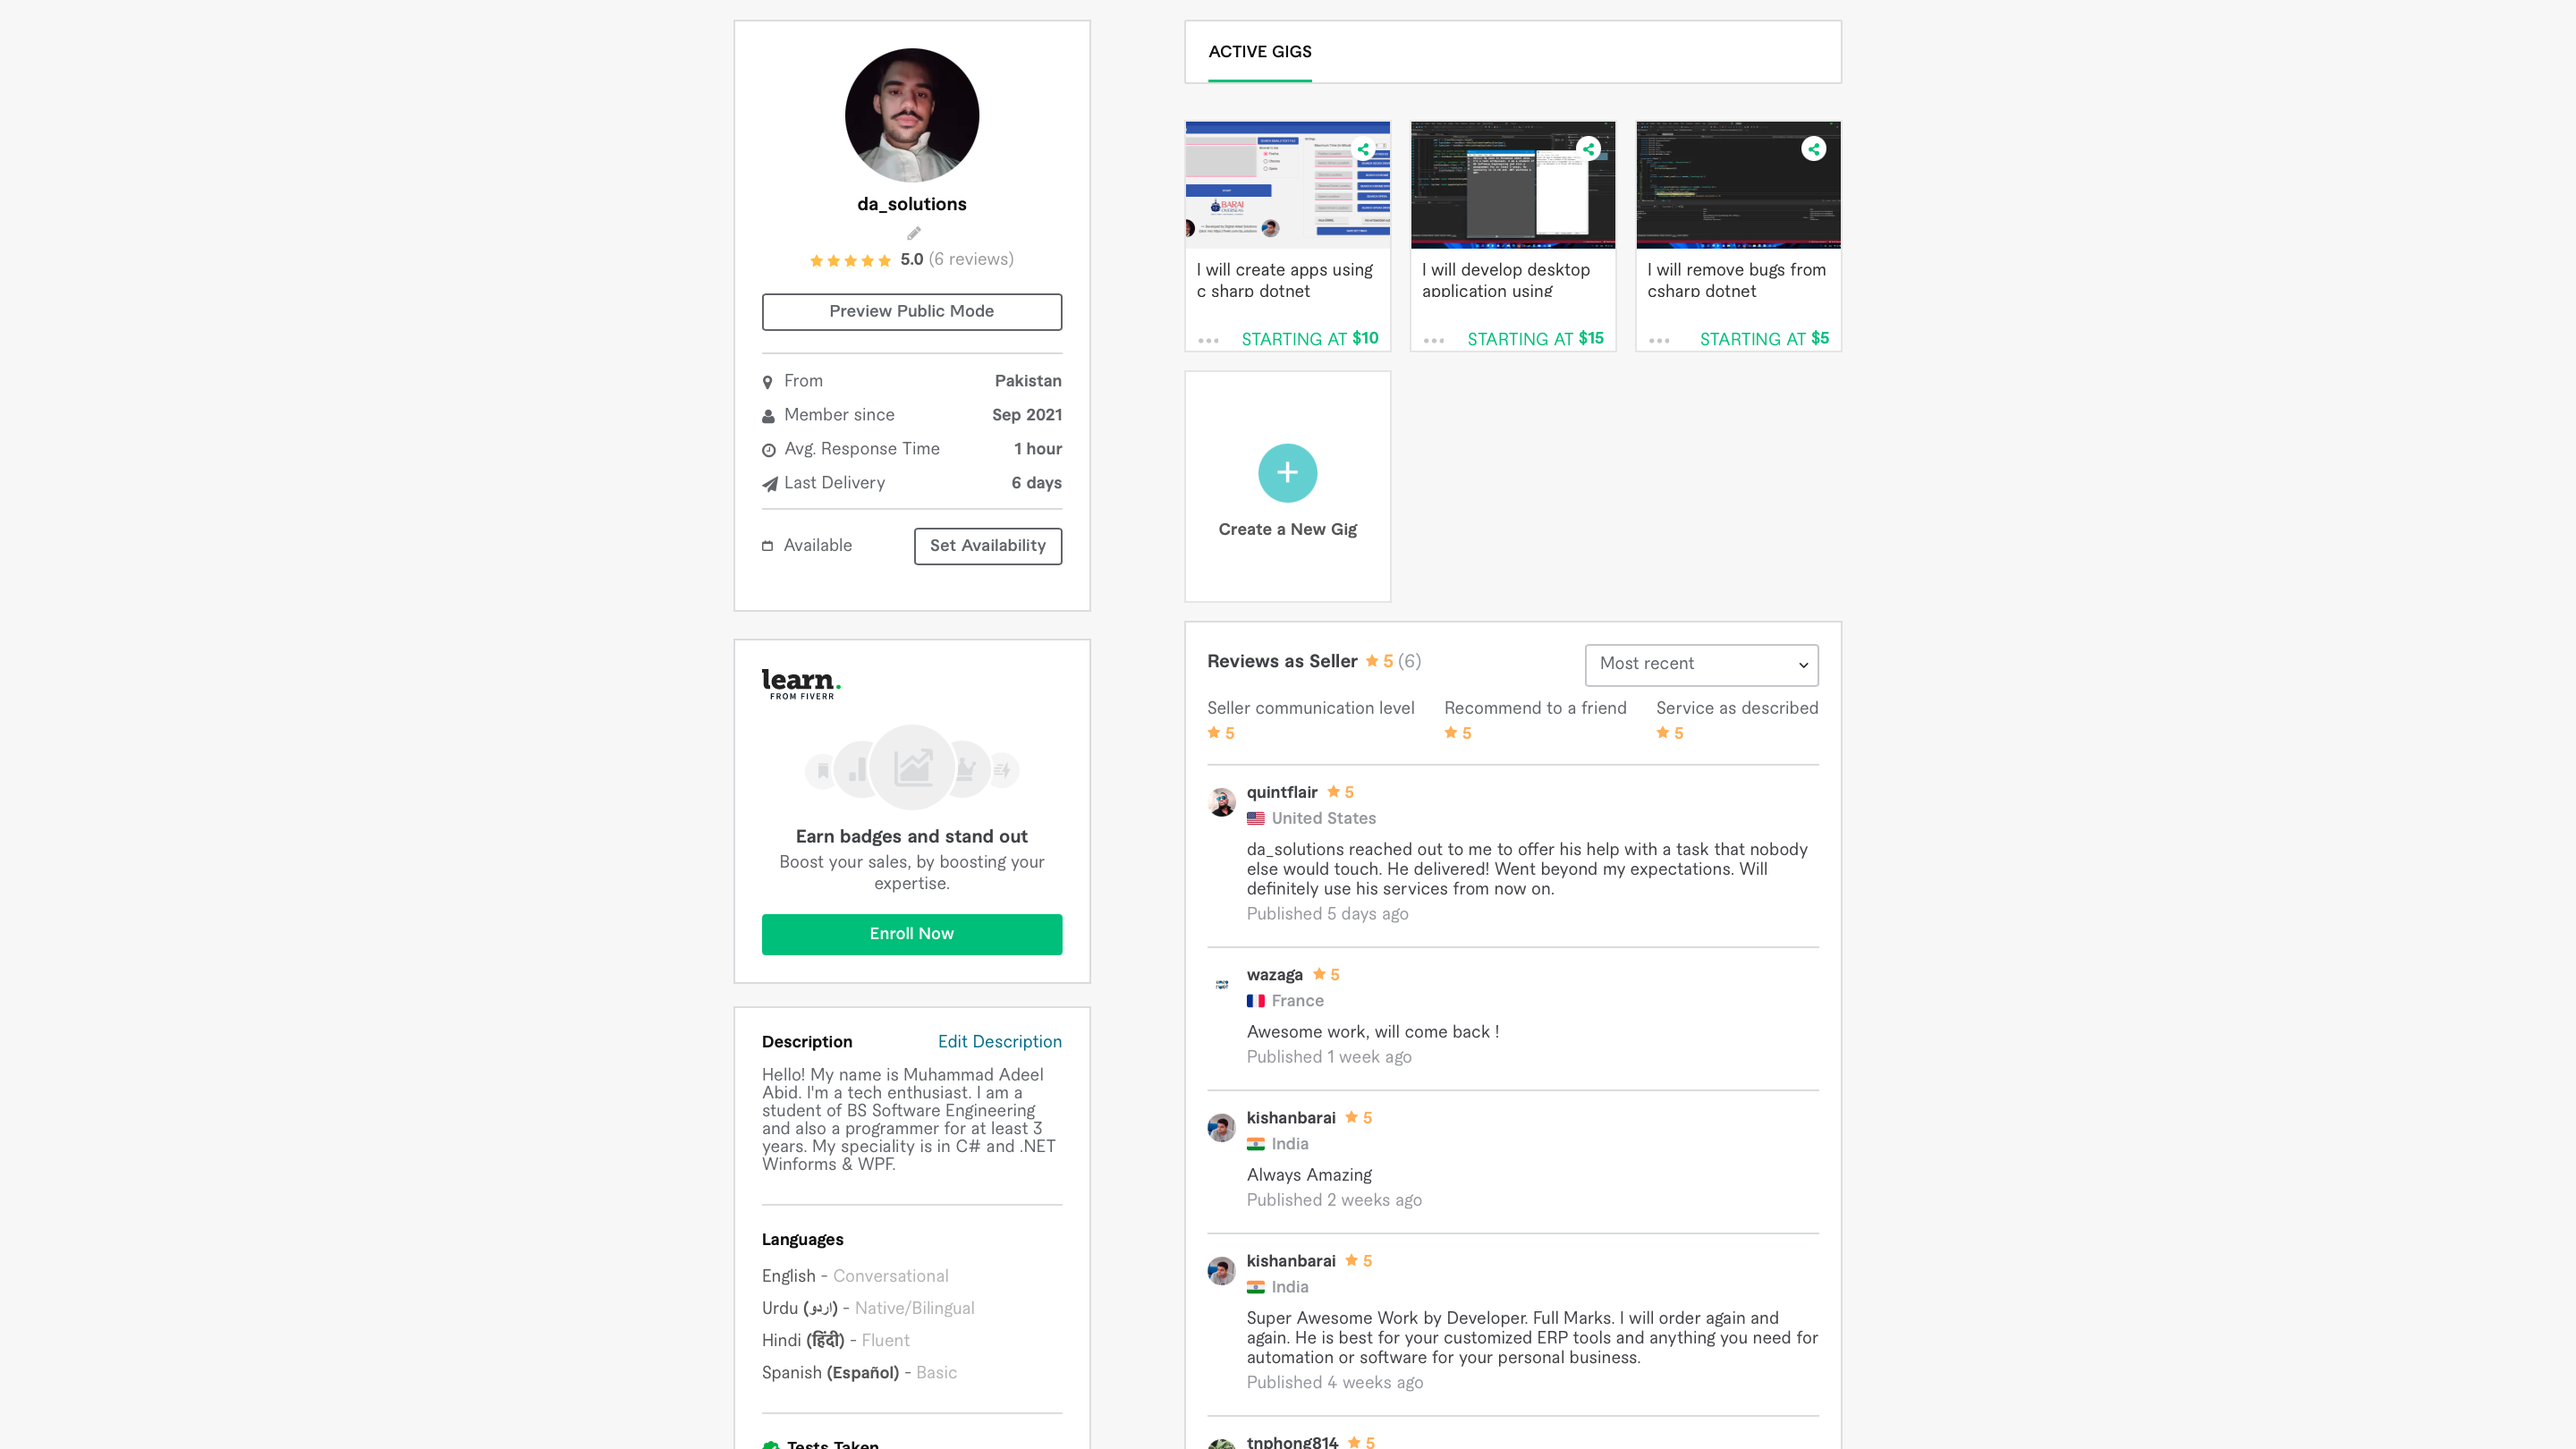 da_solutions
5.0 (6 reviews)
Preview Public Mode
From Pakistan
Member since Sep 2021
Avg. Response Time 1 hour
Last Delivery 6 days
Available Set Availability
learn.
FROM FIVERR
Earn badges and stand out
Boost your sales, by boosting your
expertise.
Enroll Now
Description Edit Description
Hello! My name is Muhammad Adeel
Abid. I'm a tech enthusiast. I am a
student of BS Software Engineering
and also a programmer for at least 3
years. My speciality is in C# and .NET
Winforms & WPF.
Languages
English - Conversational
Urdu (اردو) - Native/Bilingual
Hindi (हिंदी) - Fluent
Spanish (Español) - Basic
Tests Taken
ACTIVE GIGS
BARAI
I will create apps using
c sharp dotnet
STARTING AT $10
I will develop desktop
application using
STARTING AT $15
I will remove bugs from
csharp dotnet
STARTING AT $5
Create a New Gig
Reviews as Seller 5 (6)
Most recent
Seller communication level
5
Recommend to a friend
5
Service as described
5
quintflair 5
United States
da_solutions reached out to me to offer his help with a task that nobody
else would touch. He delivered! Went beyond my expectations. Will
definitely use his services from now on.
Published 5 days ago
wazaga 5
France
Awesome work, will come back !
Published 1 week ago
kishanbarai 5
India
Always Amazing
Published 2 weeks ago
kishanbarai 5
India
Super Awesome Work by Developer. Full Marks. I will order again and
again. He is best for your customized ERP tools and anything you need for
automation or software for your personal business.
Published 4 weeks ago
tnphong814 5